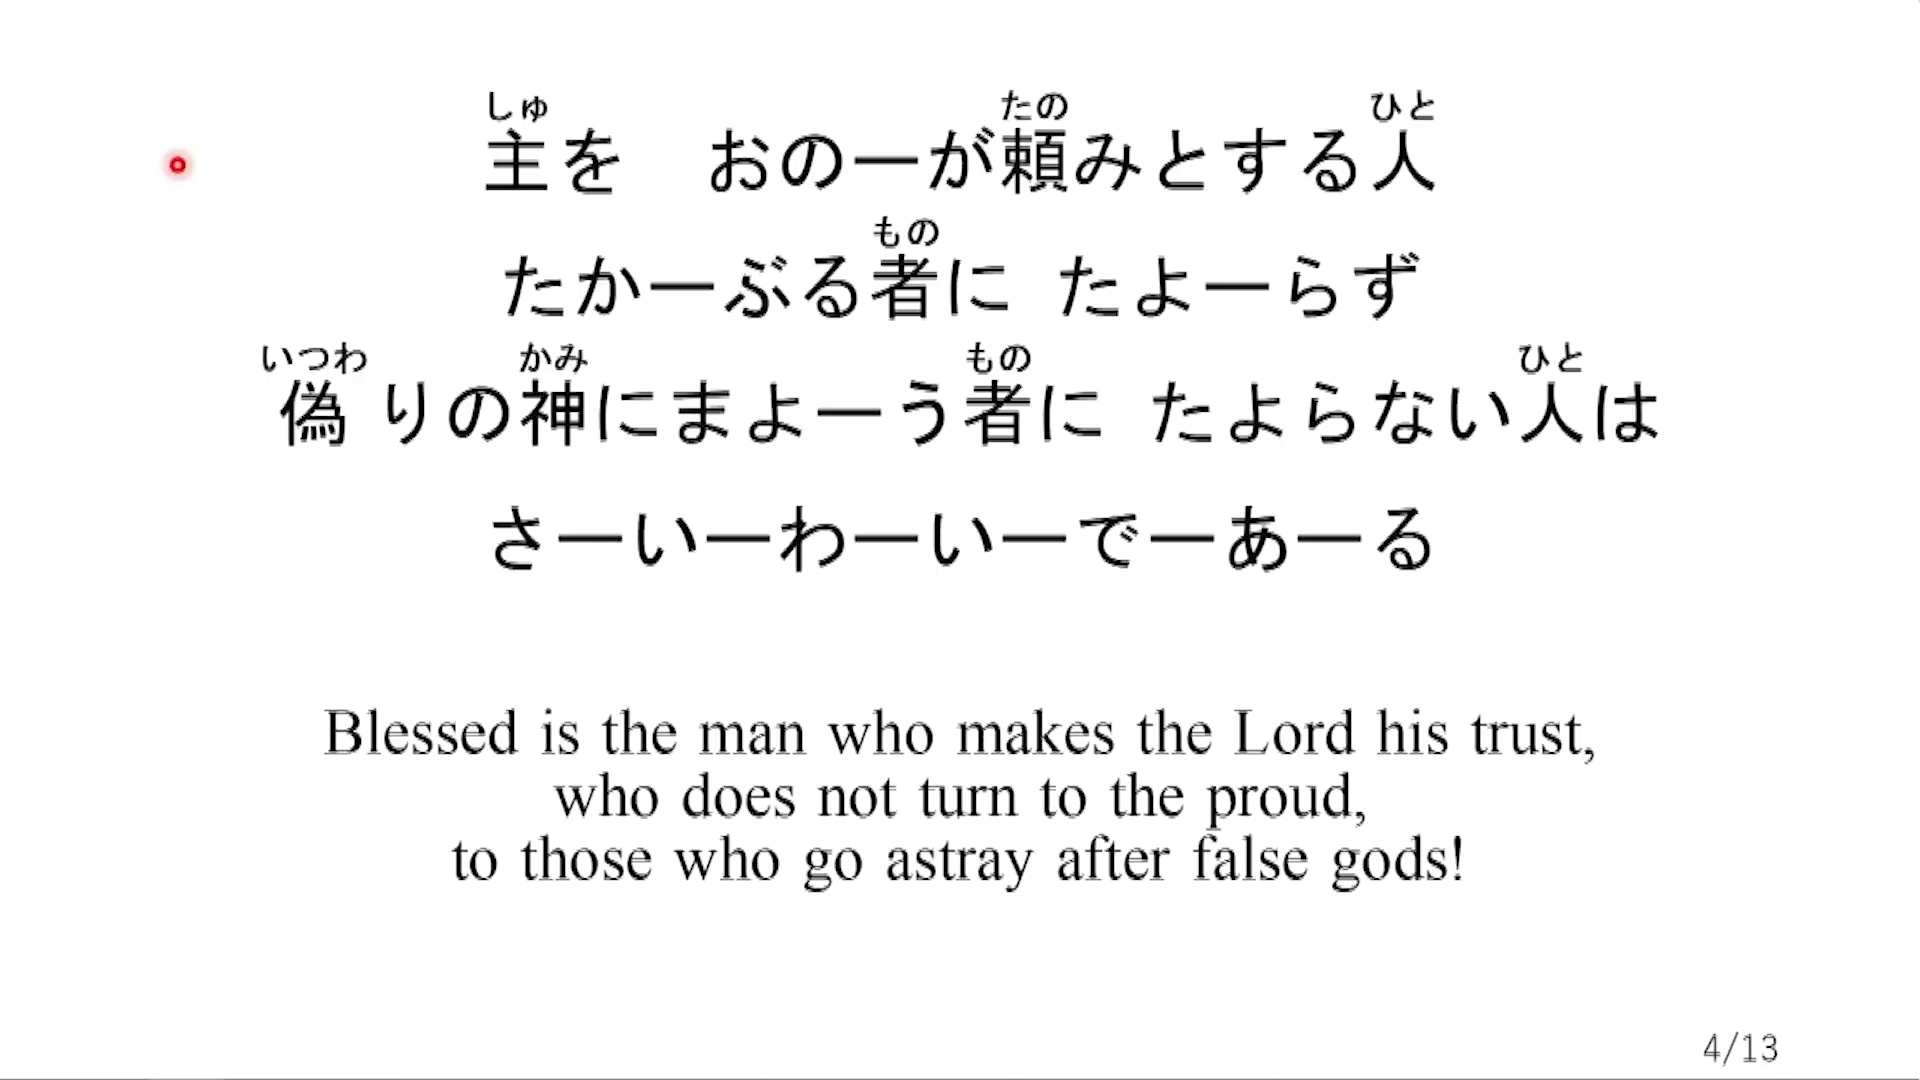 しゅ たの ひと
主を　おのーが頼みとする人
もの
たかーぶる者に たよーらず
いつわ かみ もの ひと
偽りの神にまよーう者に たよらない人は
さーいーわーいーでーあーる
Blessed is the man who makes the Lord his trust,
who does not turn to the proud,
to those who go astray after false gods!
4/13